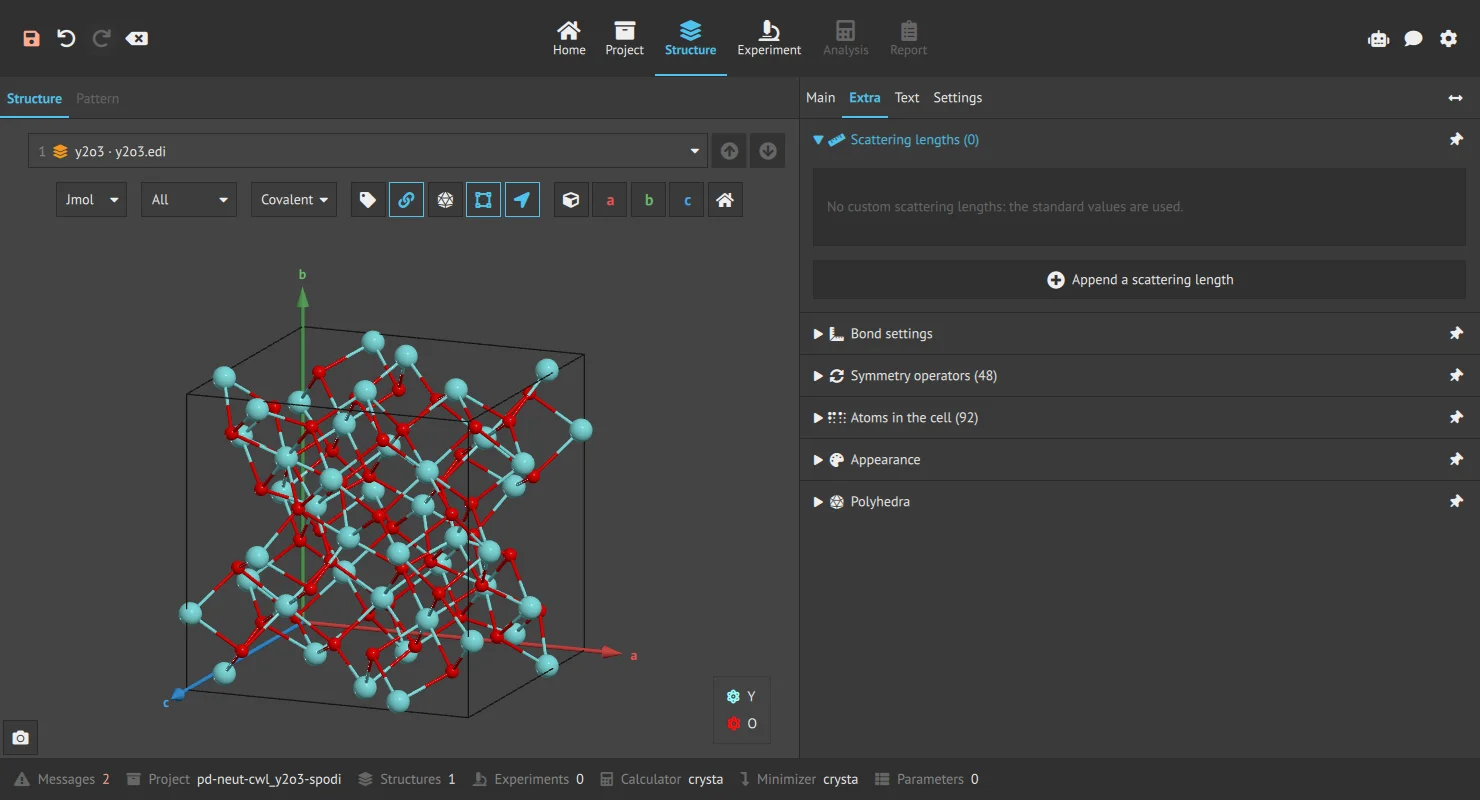 Home
Project
Structure
Experiment
Analysis
Report
Structure
Pattern
Main
Extra
Text
Settings
1 y2o3 · y2o3.edi
Jmol
All
Covalent
a
b
c
b
a
c
Y
O
Scattering lengths (0)
No custom scattering lengths: the standard values are used.
Append a scattering length
Bond settings
Symmetry operators (48)
Atoms in the cell (92)
Appearance
Polyhedra
Messages 2
Project pd-neut-cwl_y2o3-spodi
Structures 1
Experiments 0
Calculator crysta
Minimizer crysta
Parameters 0